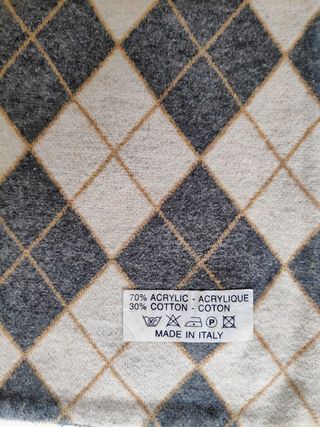 70% ACRYLIC - ACRYLIQUE
30% COTTON - COTON
P
MADE IN ITALY